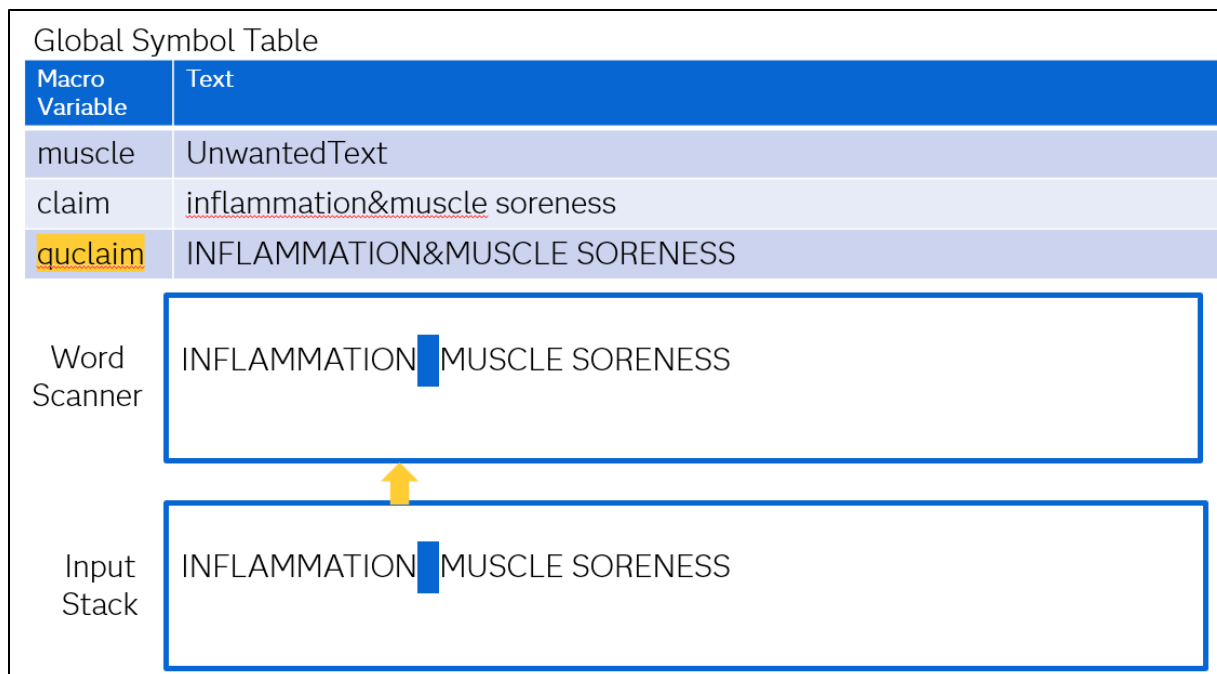 Global Symbol Table
Macro Variable Text
muscle UnwantedText
claim inflammation&muscle soreness
quclaim INFLAMMATION&MUSCLE SORENESS
Word Scanner
INFLAMMATION MUSCLE SORENESS
Input Stack
INFLAMMATION MUSCLE SORENESS